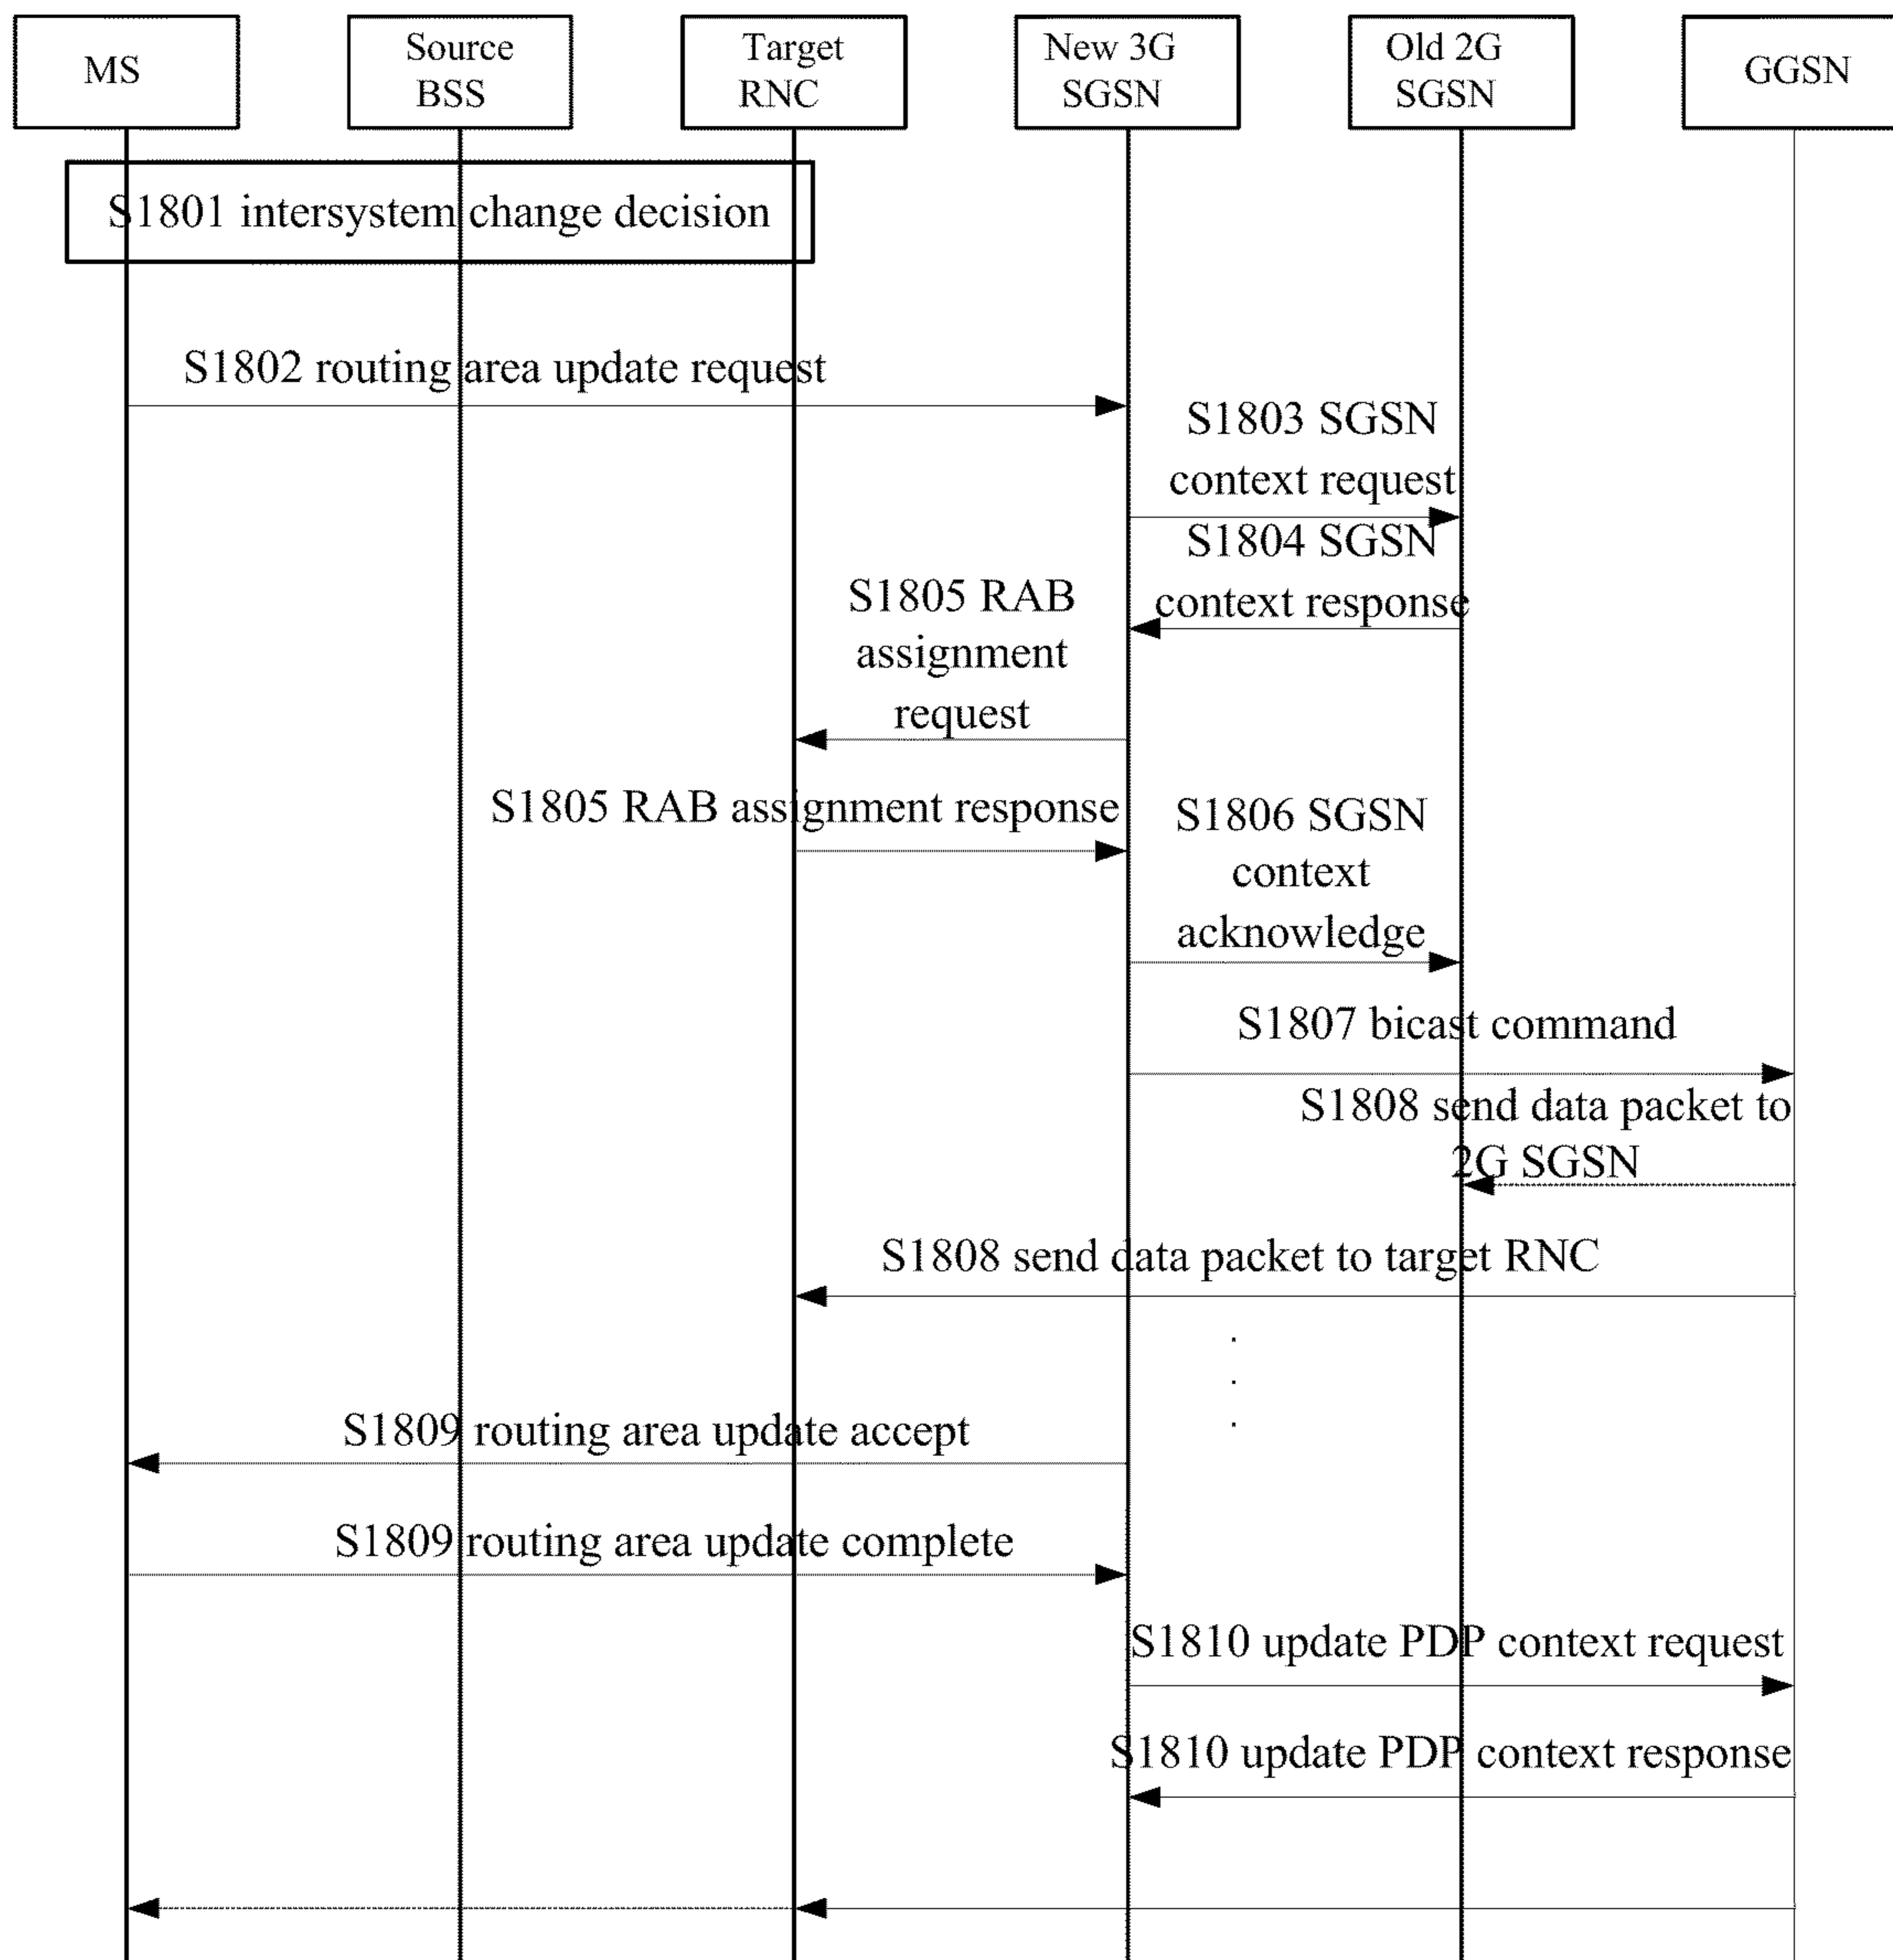 MS
Source
BSS
Target
RNC
New 3G
SGSN
Old 2G
SGSN
GGSN
S1801 intersystem change decision
S1802 routing area update request
S1803 SGSN
context request
S1804 SGSN
context response
S1805 RAB
assignment
request
S1805 RAB assignment response
S1806 SGSN
context
acknowledge
S1807 bicast command
S1808 send data packet to
2G SGSN
S1808 send data packet to target RNC
.
.
.
S1809 routing area update accept
S1809 routing area update complete
S1810 update PDP context request
S1810 update PDP context response